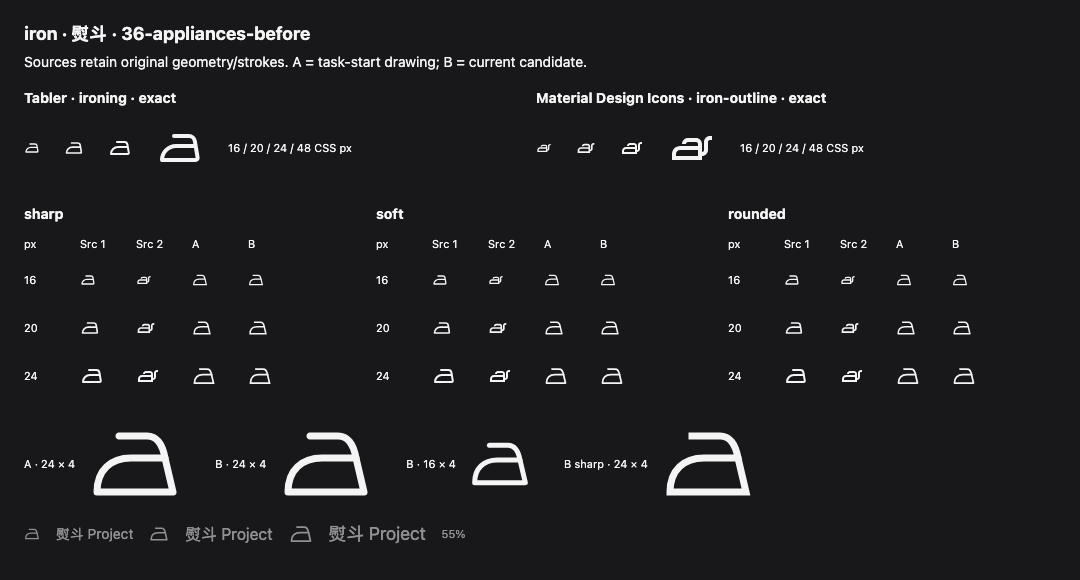 iron · 熨斗 · 36-appliances-before
Sources retain original geometry/strokes. A = task-start drawing; B = current candidate.
Tabler · ironing · exact
Material Design Icons · iron-outline · exact
16 / 20 / 24 / 48 CSS px
16 / 20 / 24 / 48 CSS px
sharp
soft
rounded
px Src 1 Src 2 A B
px Src 1 Src 2 A B
px Src 1 Src 2 A B
16
16
16
20
20
20
24
24
24
A · 24 × 4
B · 24 × 4
B · 16 × 4
B sharp · 24 × 4
熨斗 Project
熨斗 Project
熨斗 Project
55%